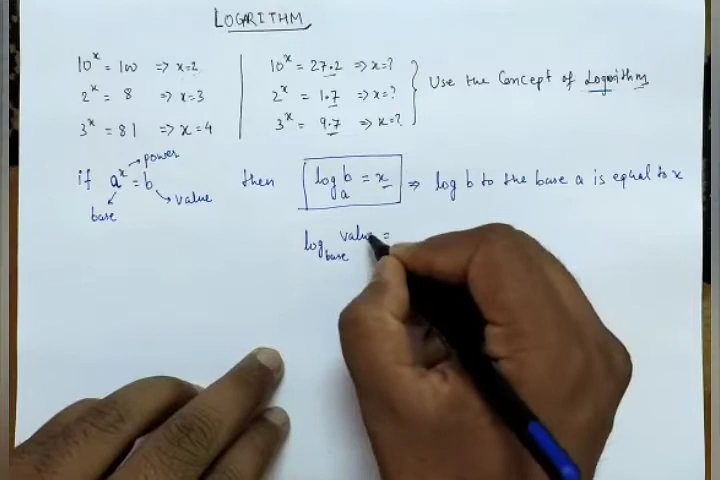 LOGARITHM
10^x = 100 => x=2 10^x = 27.2 => x=?
2^x = 8 => x=3 2^x = 1.7 => x=? Use the Concept of Logarithm
3^x = 81 => x=4 3^x = 9.7 => x=?
power
if a^x = b then log_a b = x => log b to the base a is equal to x
base value
log_base value =